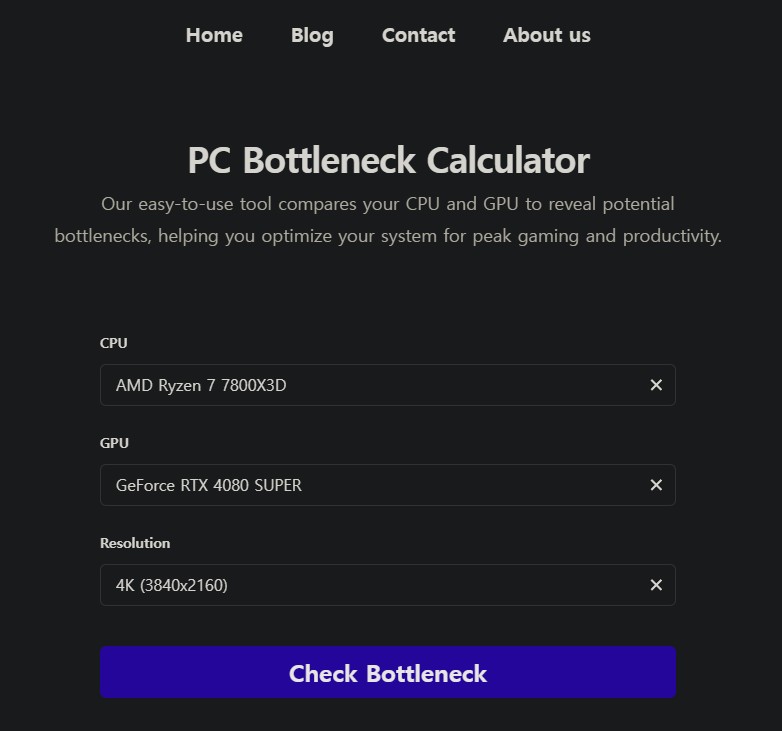 Home Blog Contact About us
PC Bottleneck Calculator
Our easy-to-use tool compares your CPU and GPU to reveal potential
bottlenecks, helping you optimize your system for peak gaming and productivity.
CPU
AMD Ryzen 7 7800X3D
GPU
GeForce RTX 4080 SUPER
Resolution
4K (3840x2160)
Check Bottleneck